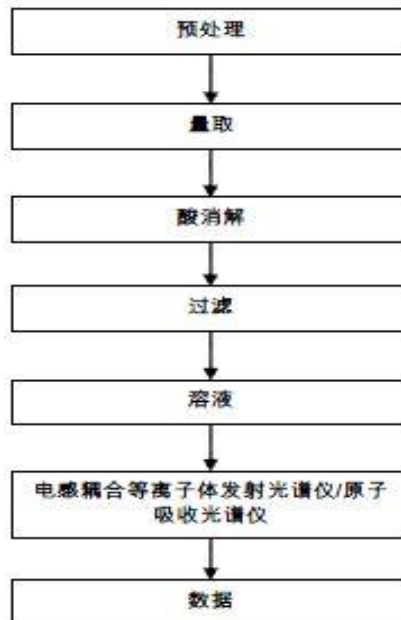 预处理
量取
酸消解
过滤
溶液
电感耦合等离子体发射光谱仪/原子
吸收光谱仪
数据